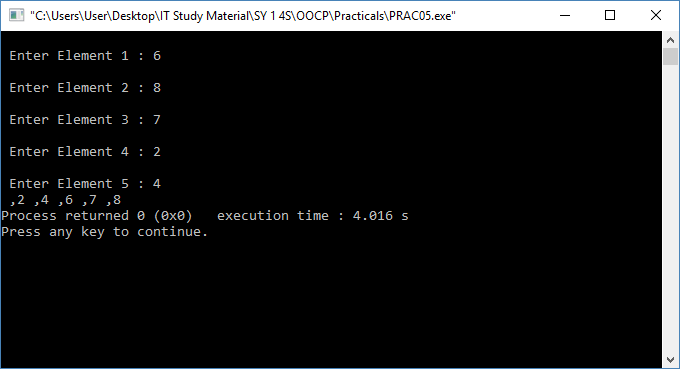 "C:\Users\User\Desktop\IT Study Material\SY 1 4S\OOCP\Practicals\PRAC05.exe"
Enter Element 1 : 6
Enter Element 2 : 8
Enter Element 3 : 7
Enter Element 4 : 2
Enter Element 5 : 4
,2 ,4 ,6 ,7 ,8
Process returned 0 (0x0)   execution time : 4.016 s
Press any key to continue.